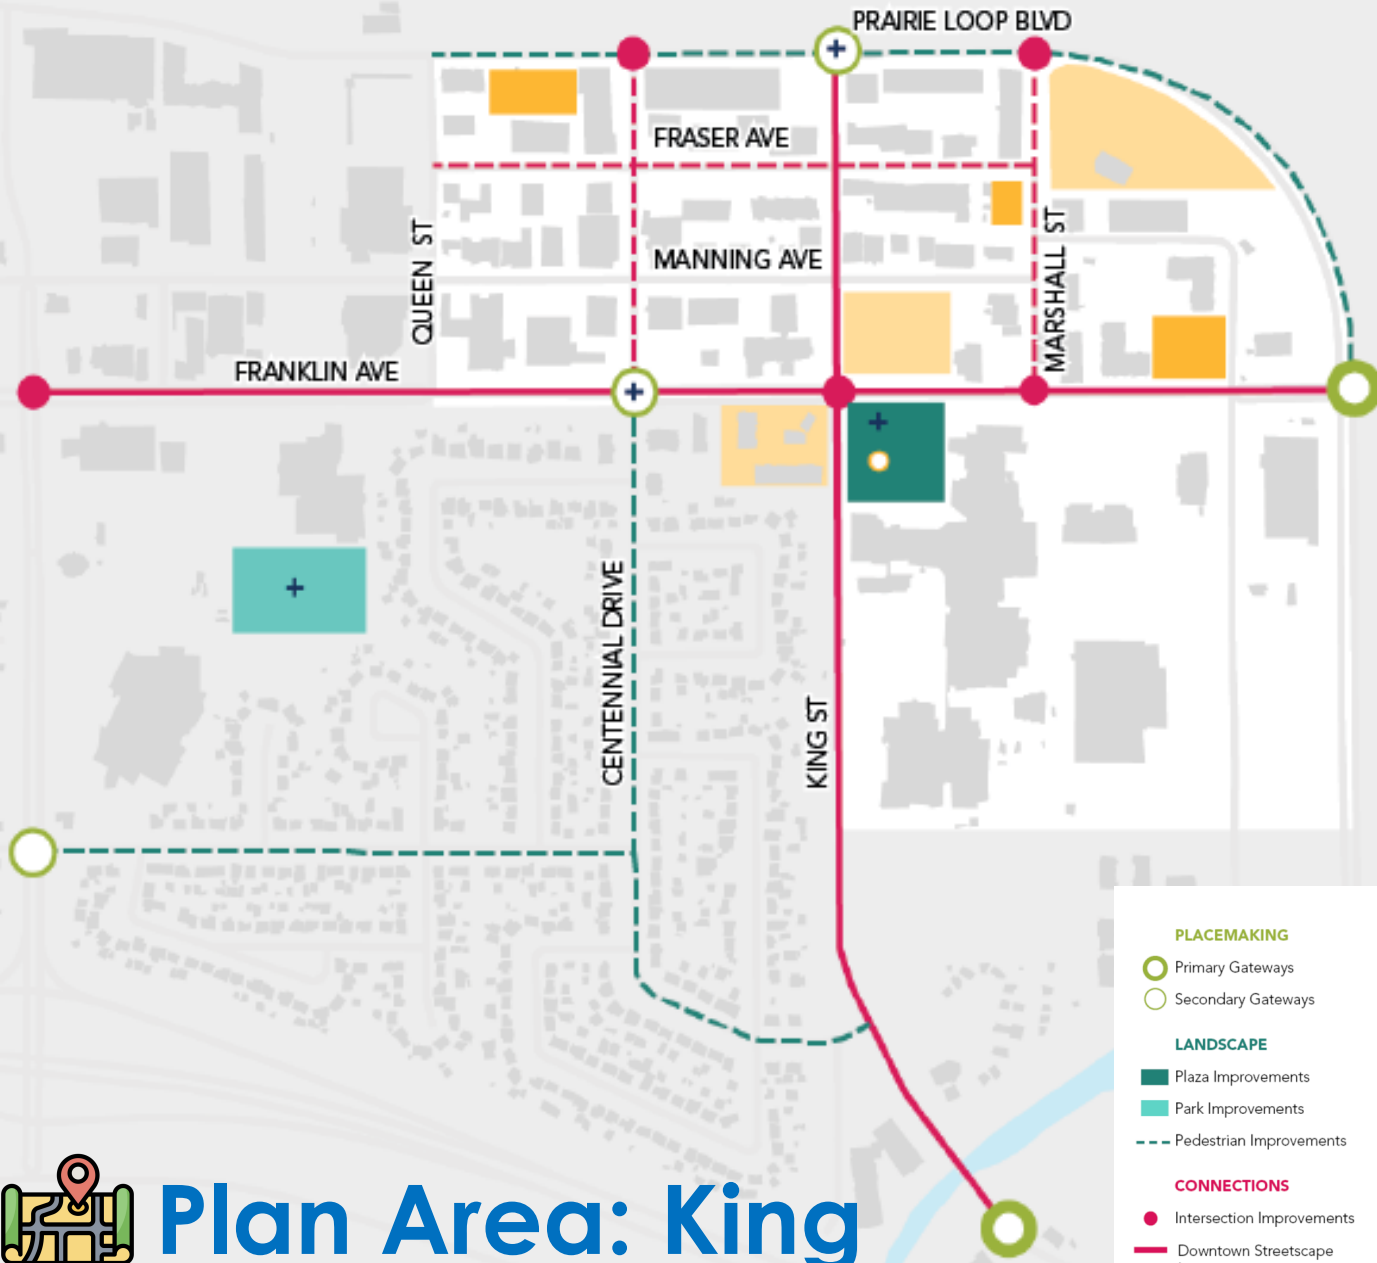 PRAIRIE LOOP BLVD
FRASER AVE
QUEEN ST
MANNING AVE
MARSHALL ST
FRANKLIN AVE
CENTENNIAL DRIVE
KING ST
PLACEMAKING
Primary Gateways
Secondary Gateways
LANDSCAPE
Plaza Improvements
Park Improvements
Pedestrian Improvements
CONNECTIONS
Intersection Improvements
Downtown Streetscape
Plan Area: King